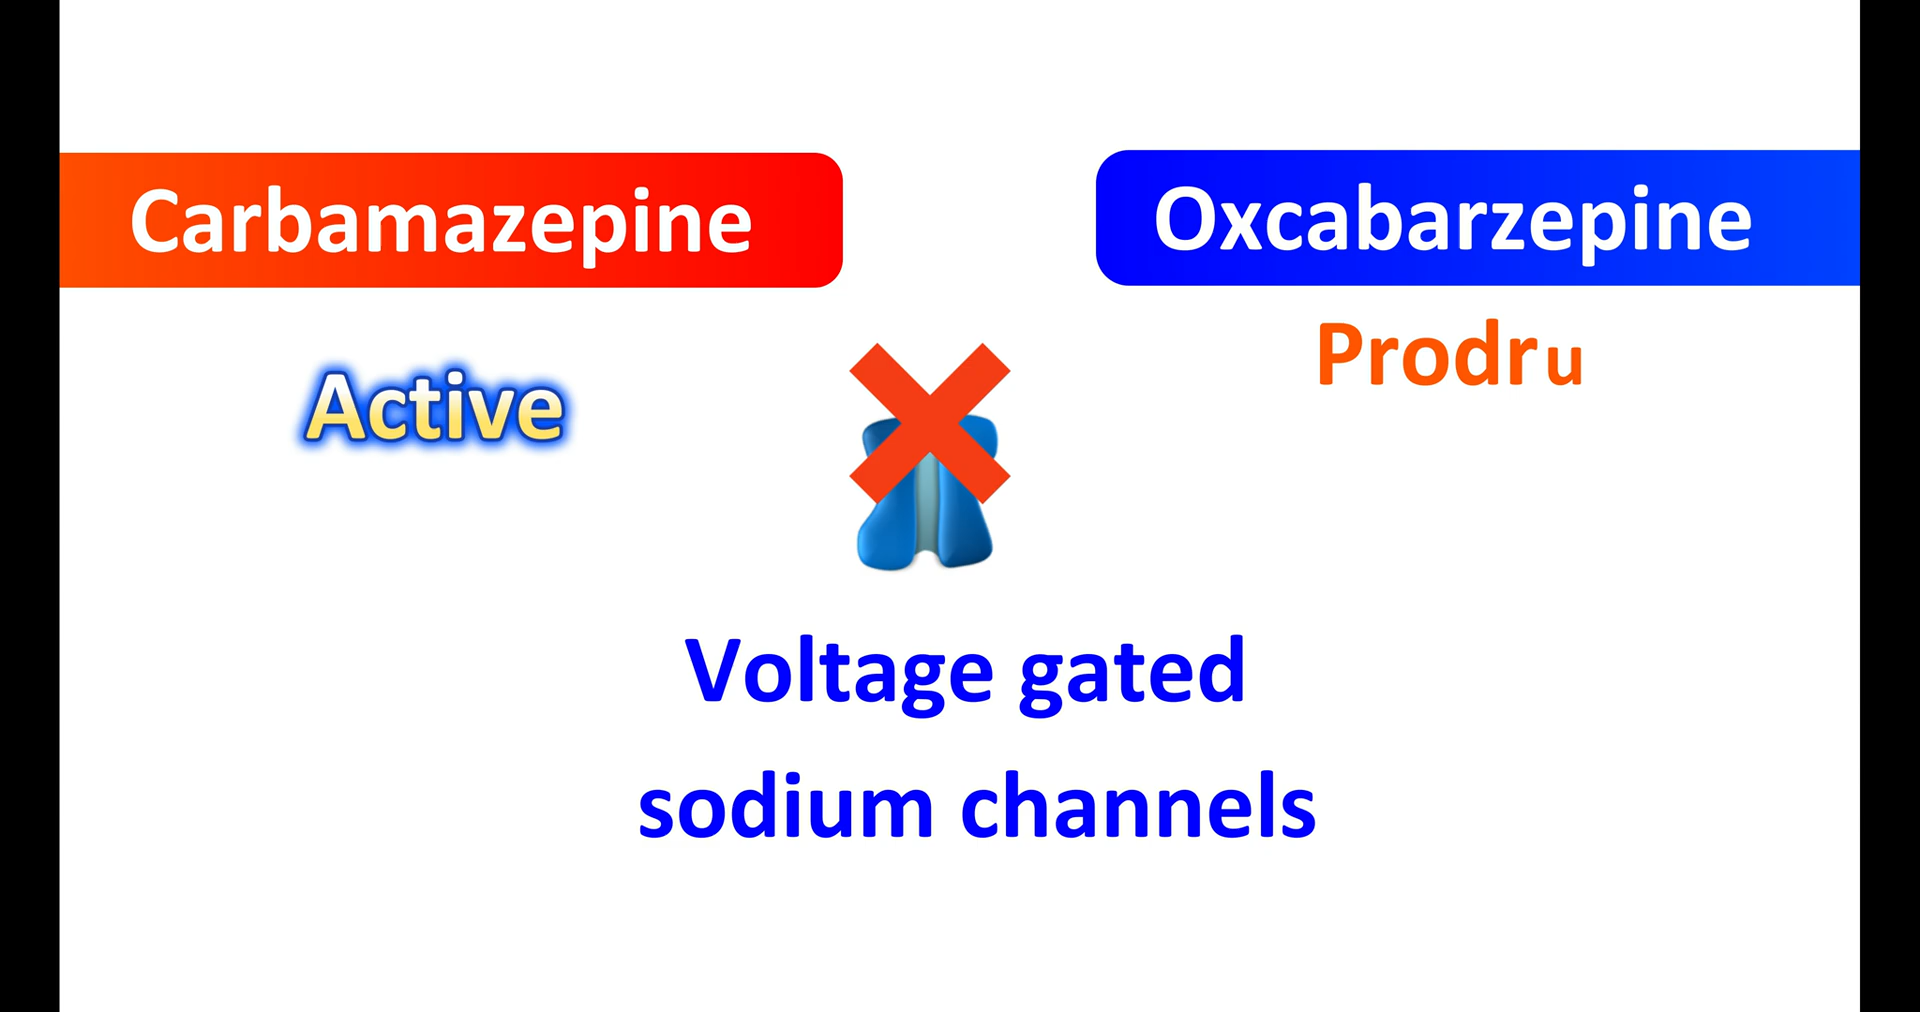 Carbamazepine
Oxcabarzepine
Active
Prodru
Voltage gated
sodium channels